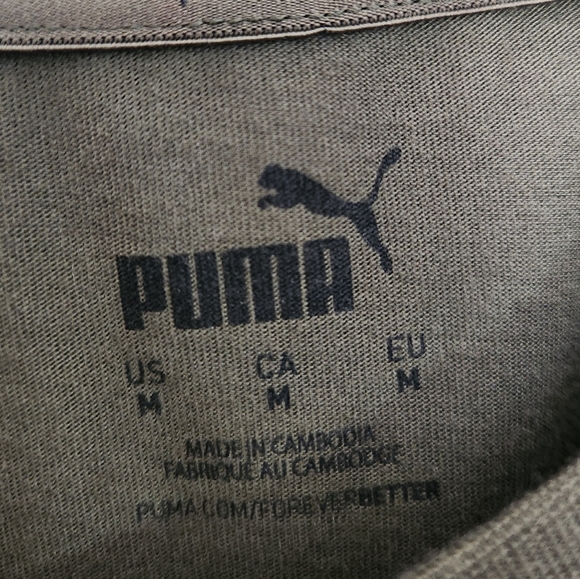 PUMA
US CA EU
M M M
MADE IN CAMBODIA
FABRIQUE AU CAMBODGE
PUMA.COM/FOREVERBETTER